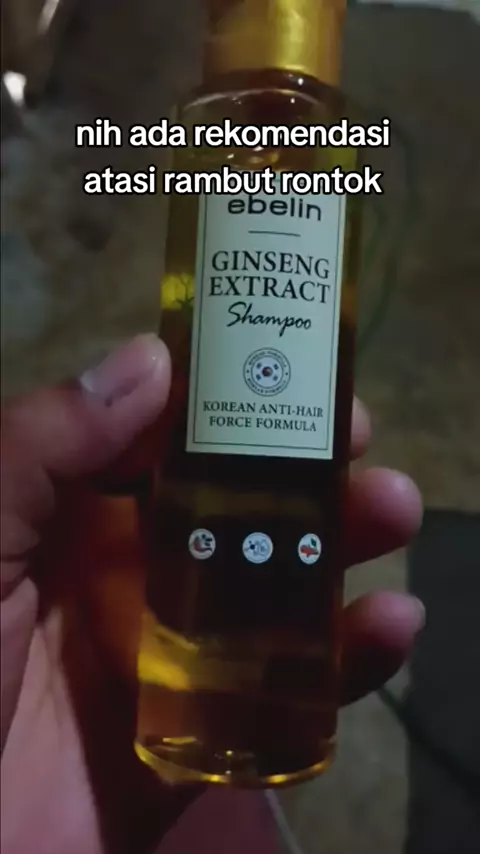 nih ada rekomendasi
atasi rambut rontok
ebelin
GINSENG
EXTRACT
Shampoo
KOREAN ANTI-HAIR
FORCE FORMULA